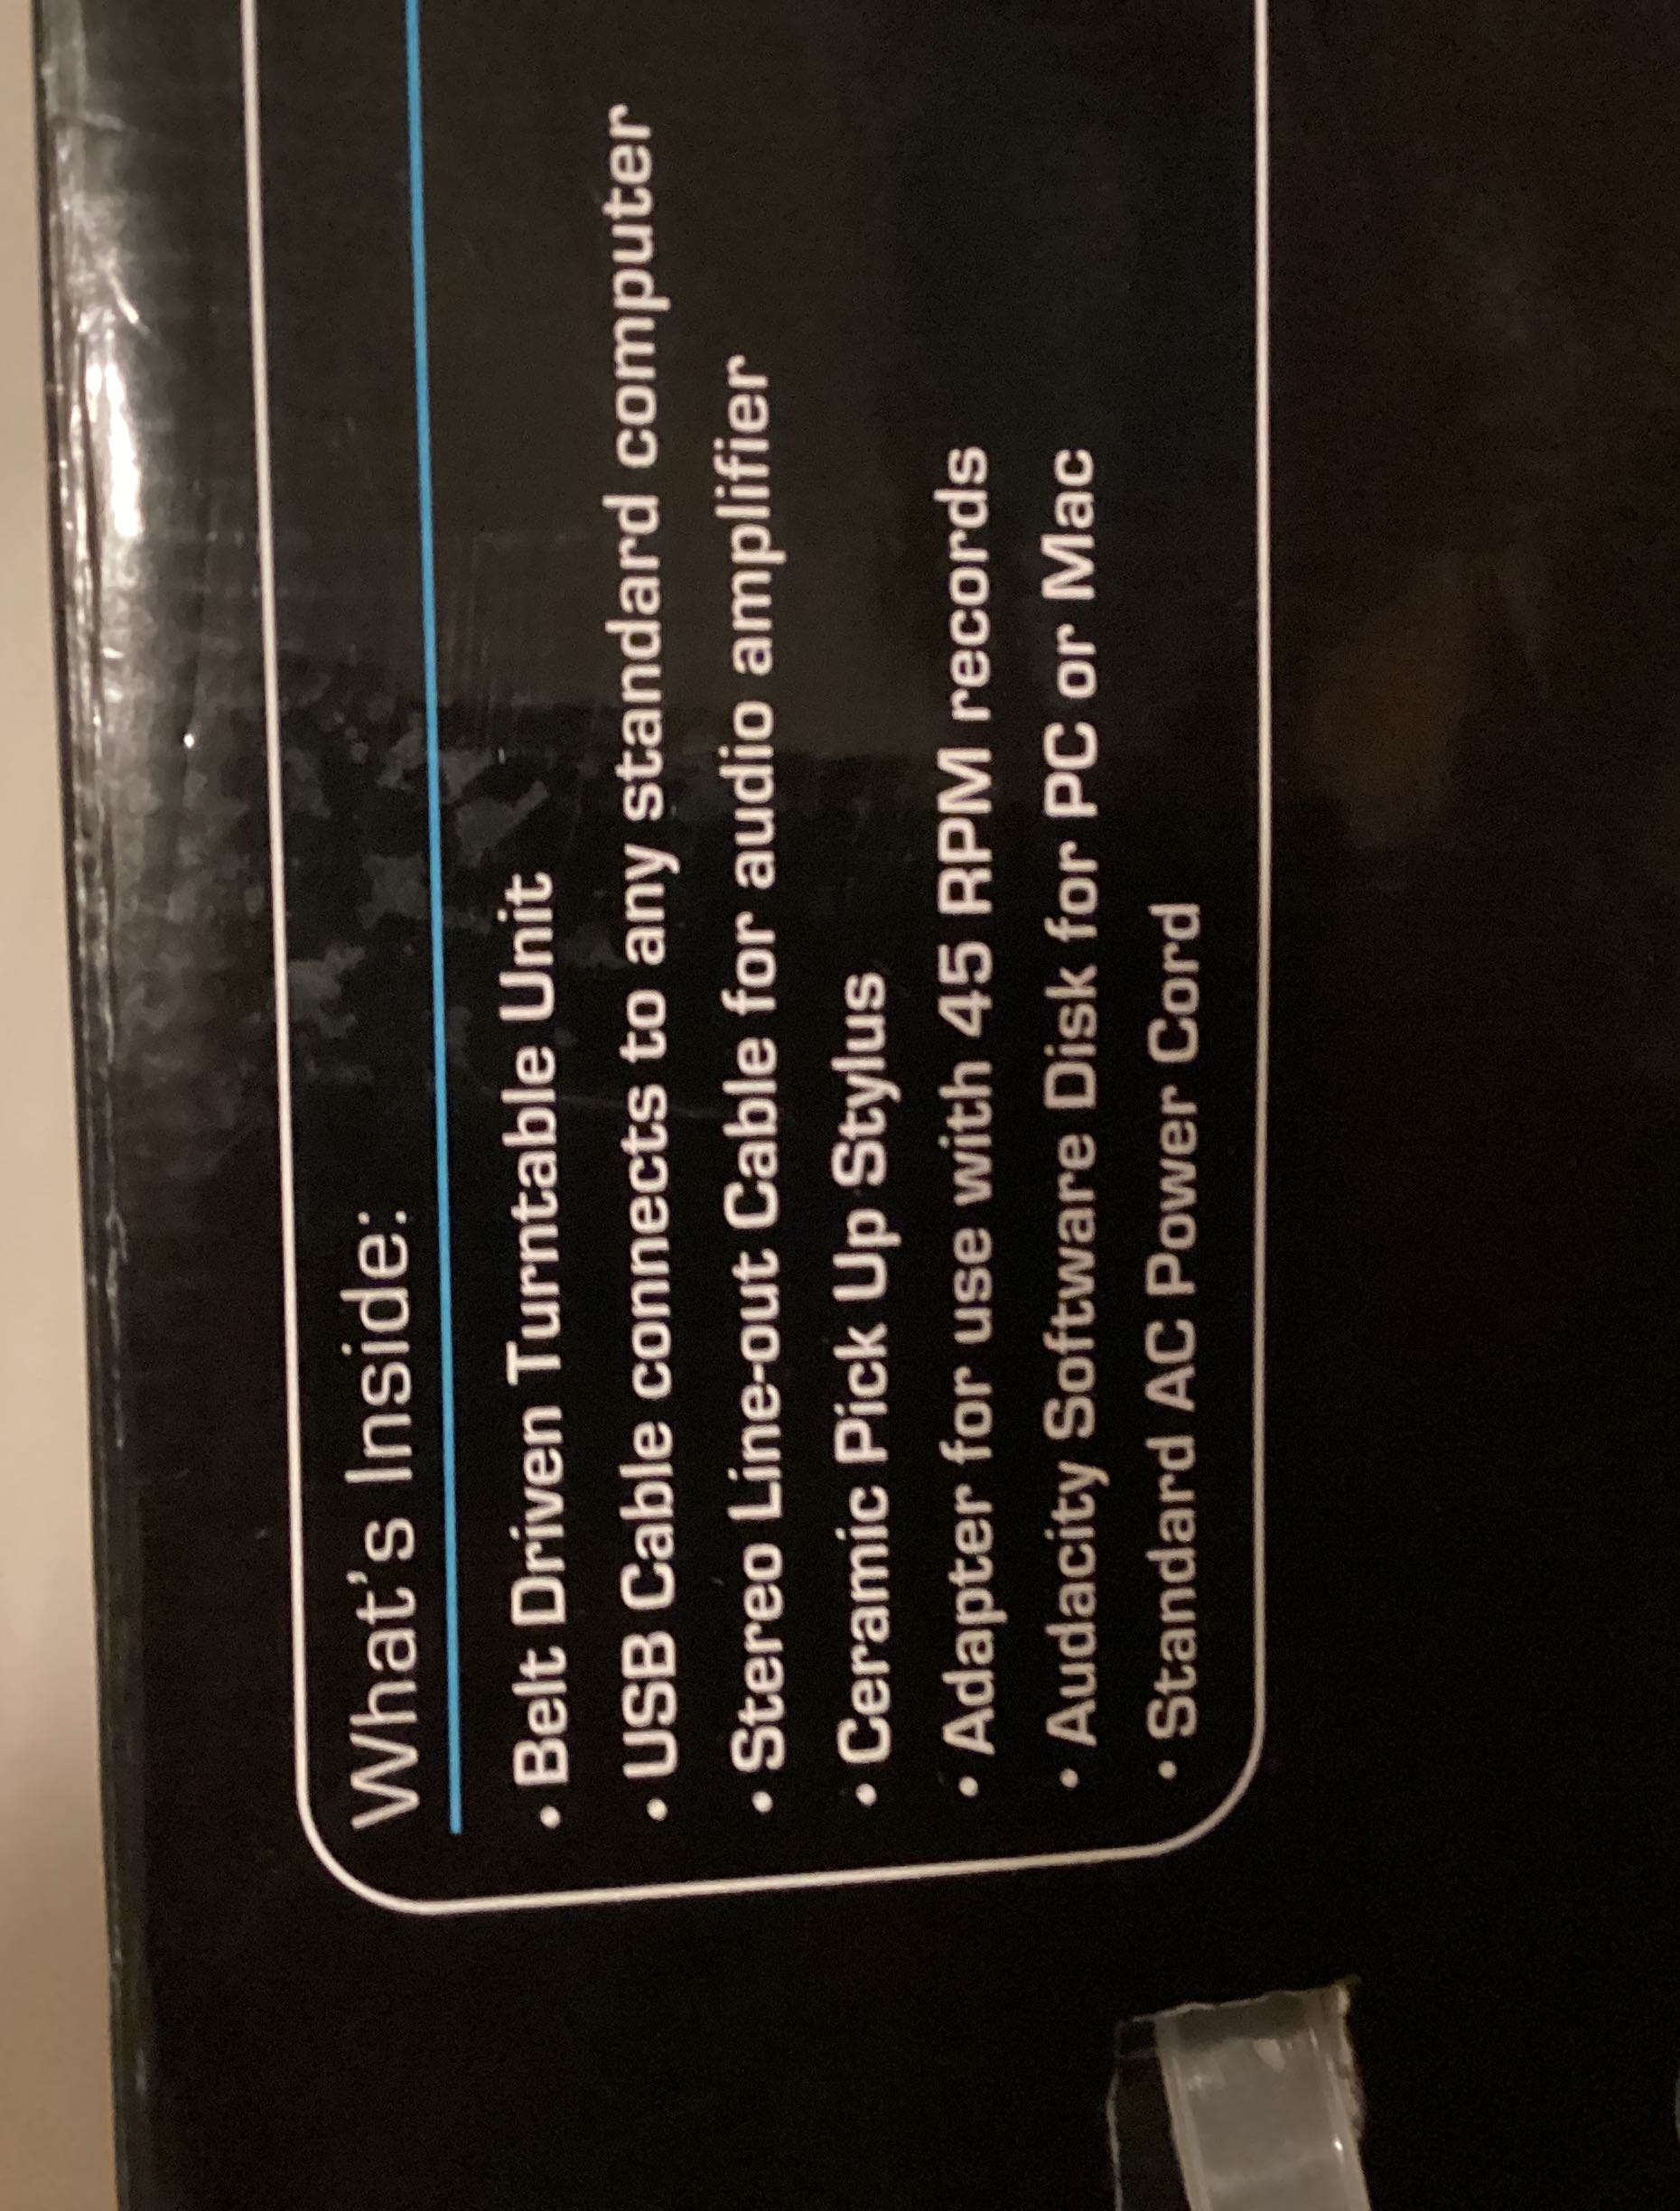 What's Inside:
• Belt Driven Turntable Unit
• USB Cable connects to any standard computer
• Stereo Line-out Cable for audio amplifier
• Ceramic Pick Up Stylus
• Adapter for use with 45 RPM records
• Audacity Software Disk for PC or Mac
• Standard AC Power Cord